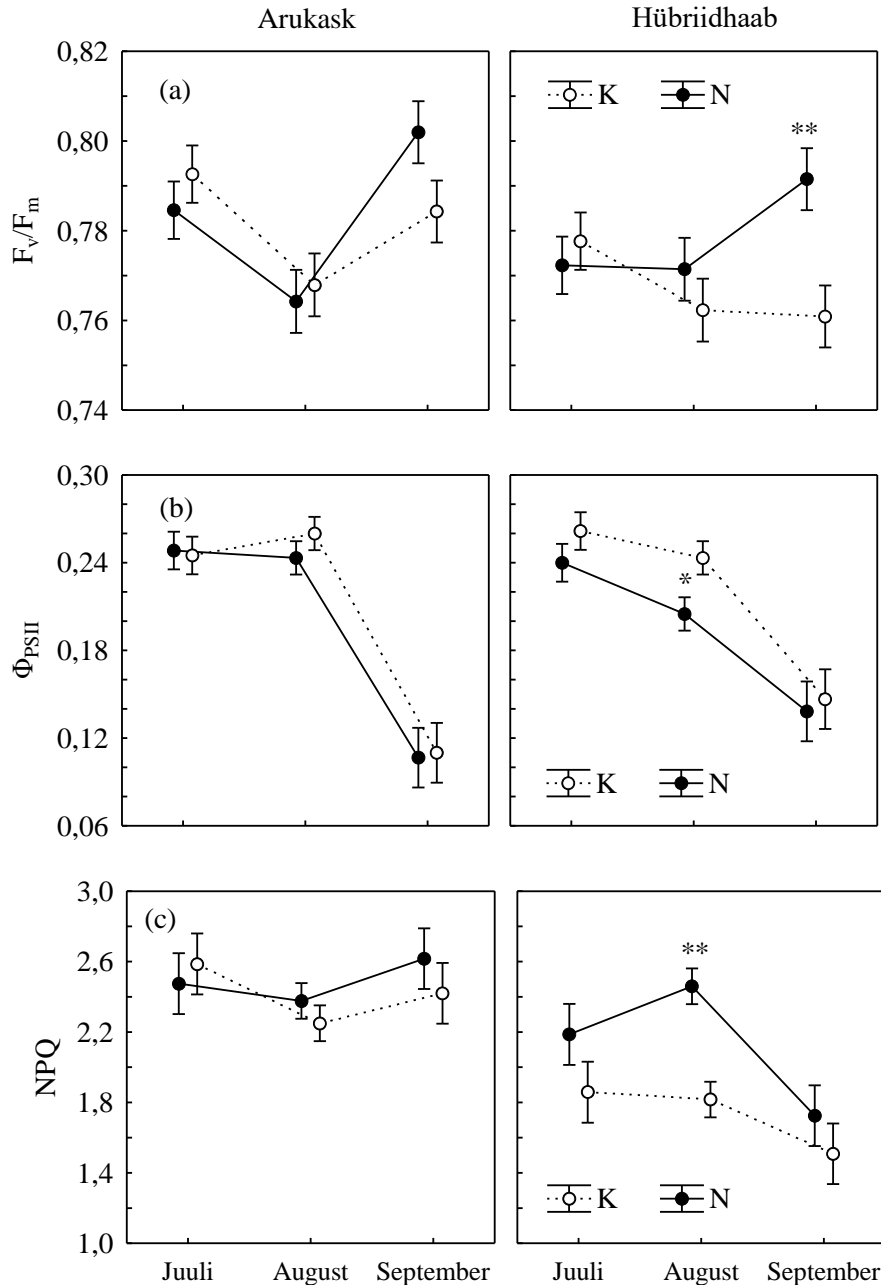 Arukask Hübriidhaab
0,82
(a) K N
0,80 **
0,78
Fv/Fm
0,76
0,74
0,30
(b)
0,24 *
0,18
ΦPSII
0,12
K N
0,06
3,0
(c)
2,6 **
2,2
NPQ
1,8
1,4 K N
1,0
Juuli August September Juuli August September